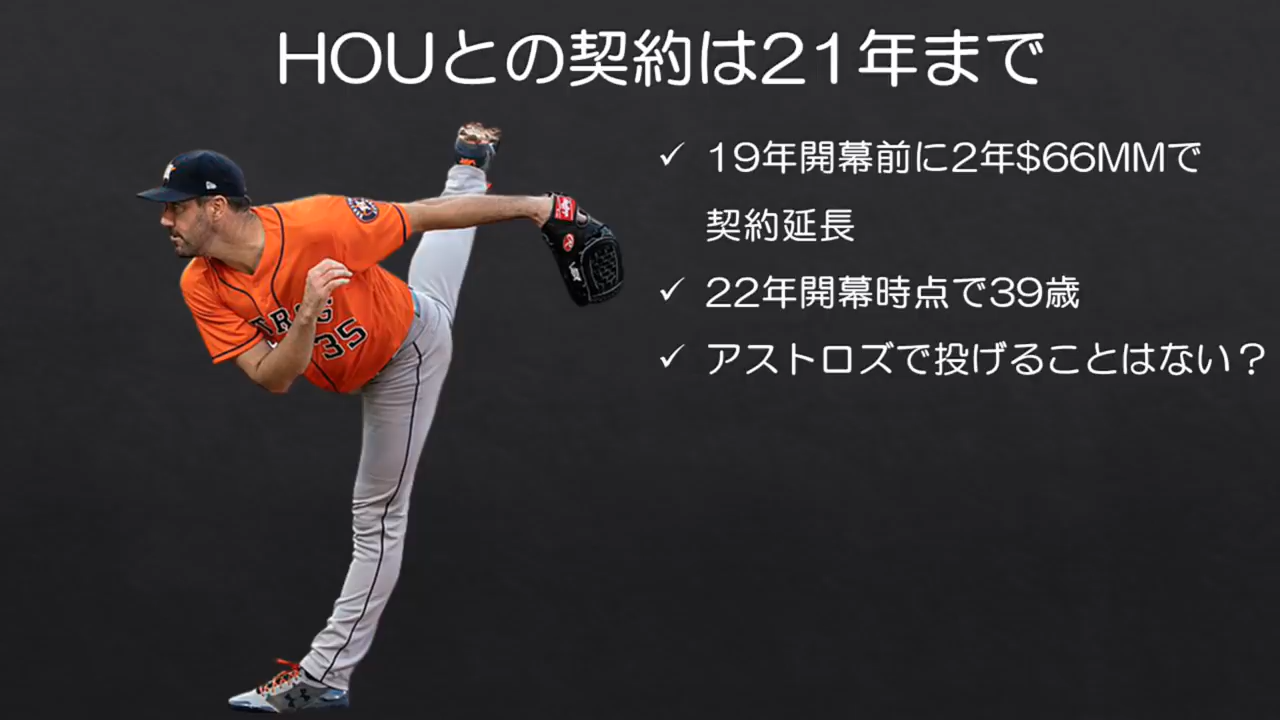 HOUとの契約は21年まで
19年開幕前に2年$66MMで
契約延長
22年開幕時点で39歳
アストロズで投げることはない？
35